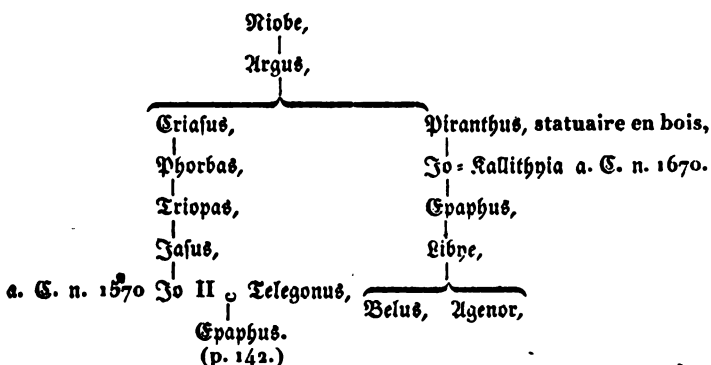 Niobe,
Argus,
Criasus, Piranthus, statuaire en bois,
Phorbas, Jo = Kallithyia a. C. n. 1670.
Triopas, Epaphus,
Jasus, Libye,
a. C. n. 1570 Jo II Telegonus, Belus, Agenor,
Epaphus.
(p. 142.)